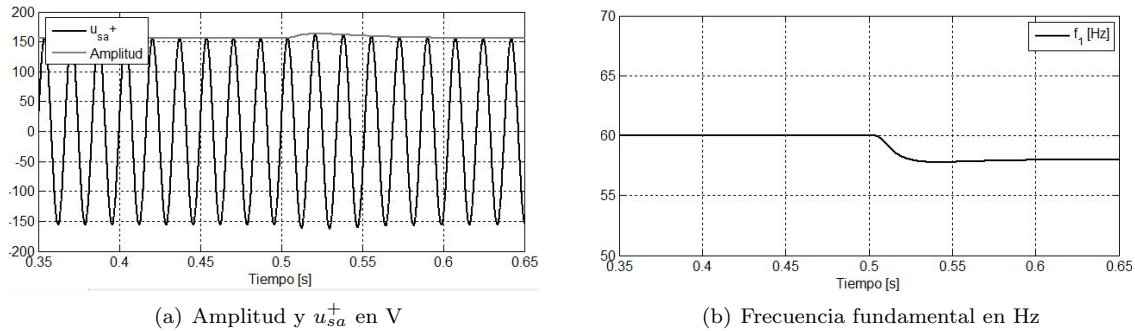 200
150
100
50
0
-50
-100
-150
-200
u_sa+
Amplitud
0.35 0.4 0.45 0.5 0.55 0.6 0.65
Tiempo [s]
(a) Amplitud y u_sa^+ en V
70
65
60
55
50
f_1 [Hz]
0.35 0.4 0.45 0.5 0.55 0.6 0.65
Tiempo [s]
(b) Frecuencia fundamental en Hz